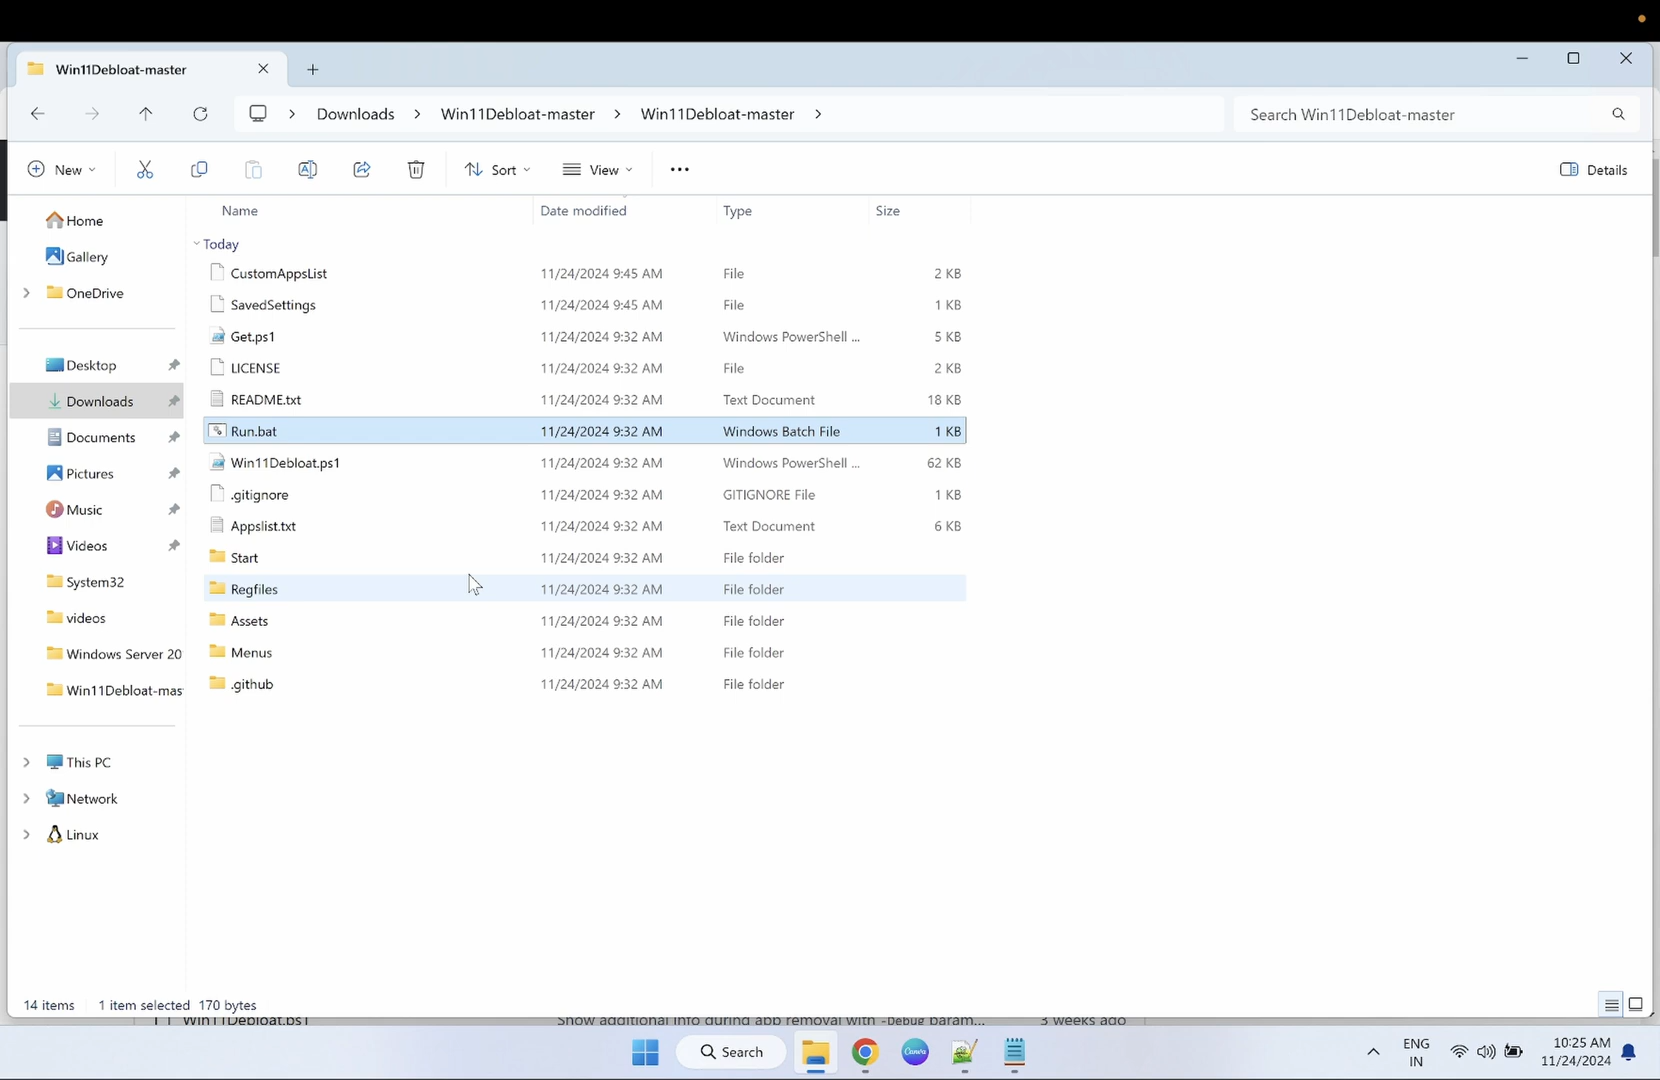 Win11Debloat-master
Downloads > Win11Debloat-master > Win11Debloat-master >
Search Win11Debloat-master
New
Sort
View
Details
Name Date modified Type Size
Home
Gallery
OneDrive
Desktop
Downloads
Documents
Pictures
Music
Videos
System32
videos
Windows Server 20
Win11Debloat-mas
This PC
Network
Linux
Today
CustomAppsList 11/24/2024 9:45 AM File 2 KB
SavedSettings 11/24/2024 9:45 AM File 1 KB
Get.ps1 11/24/2024 9:32 AM Windows PowerShell ... 5 KB
LICENSE 11/24/2024 9:32 AM File 2 KB
README.txt 11/24/2024 9:32 AM Text Document 18 KB
Run.bat 11/24/2024 9:32 AM Windows Batch File 1 KB
Win11Debloat.ps1 11/24/2024 9:32 AM Windows PowerShell ... 62 KB
.gitignore 11/24/2024 9:32 AM GITIGNORE File 1 KB
Appslist.txt 11/24/2024 9:32 AM Text Document 6 KB
Start 11/24/2024 9:32 AM File folder
Regfiles 11/24/2024 9:32 AM File folder
Assets 11/24/2024 9:32 AM File folder
Menus 11/24/2024 9:32 AM File folder
.github 11/24/2024 9:32 AM File folder
14 items 1 item selected 170 bytes
Win11Debloat.ps1 Show additional info during app removal with -Debug param... 3 weeks ago
Search
Canva
ENG
IN
10:25 AM
11/24/2024